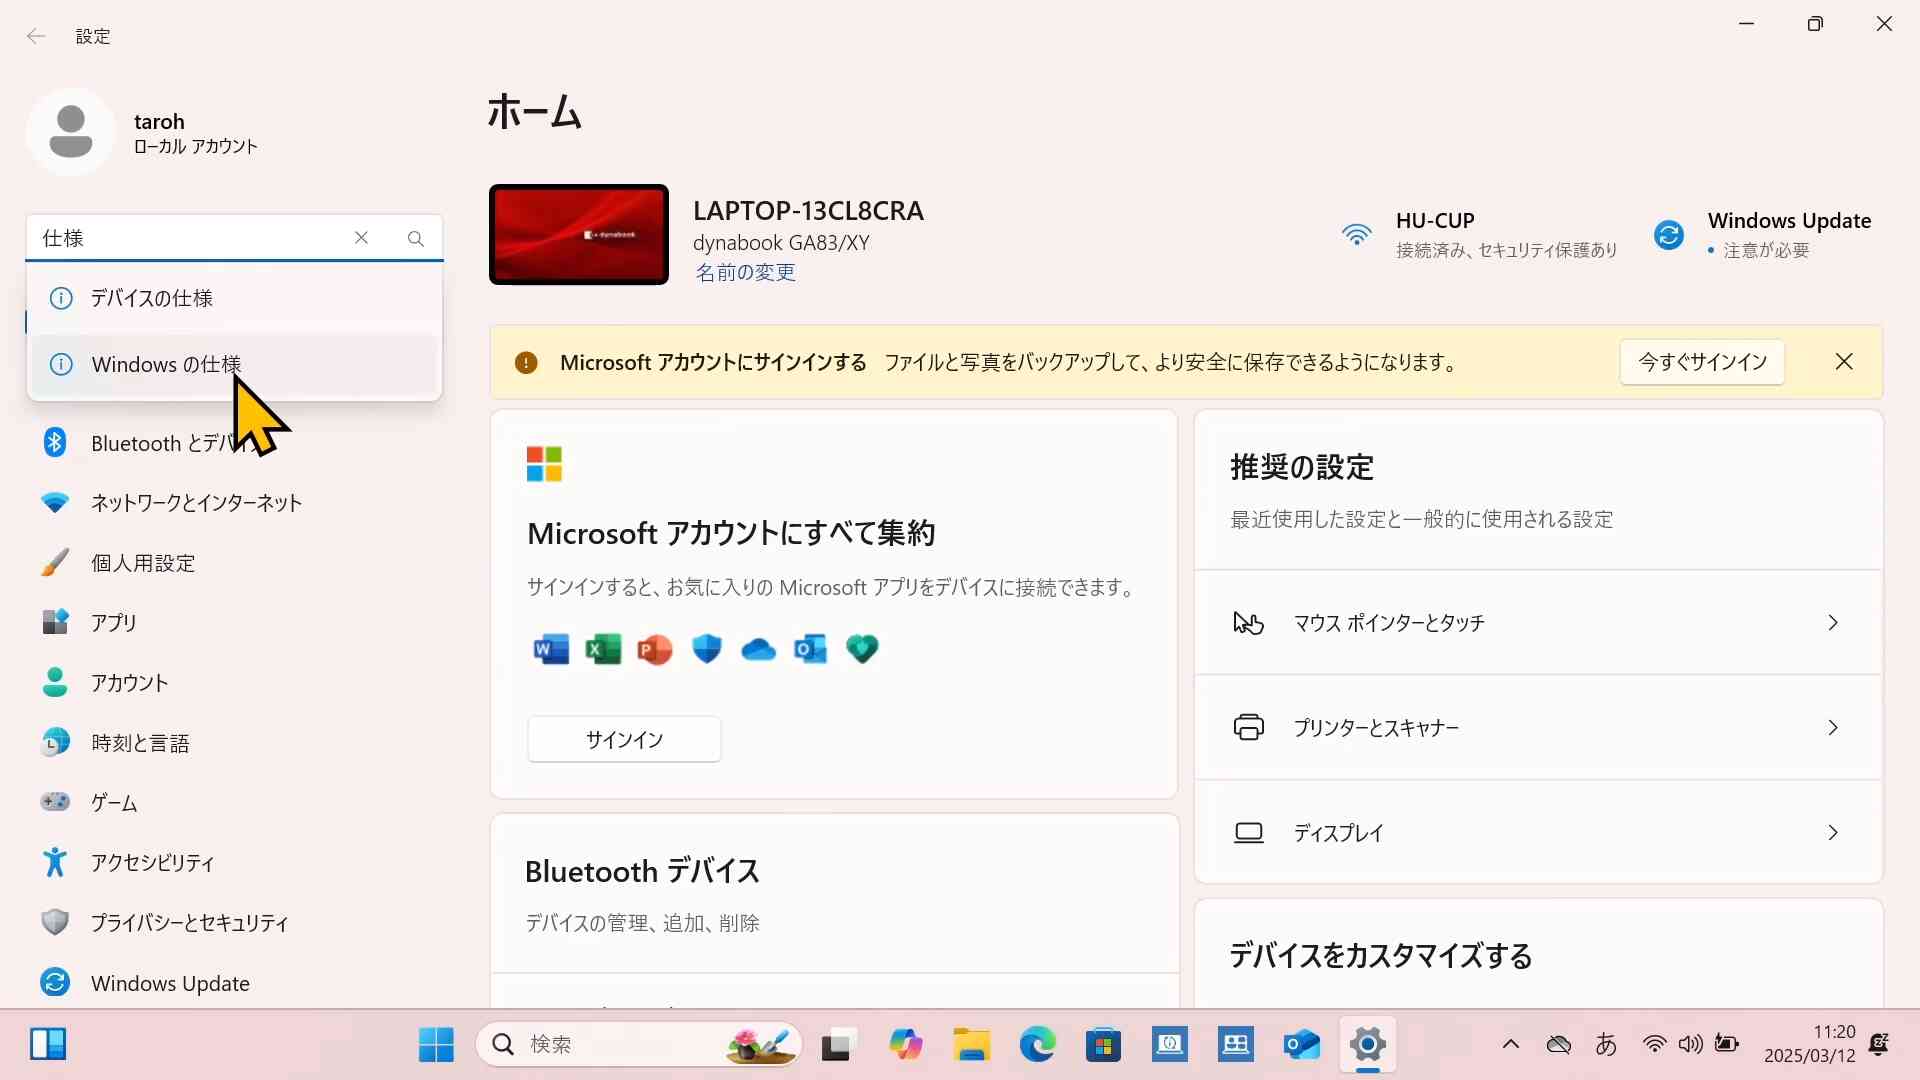 設定
taroh
ローカル アカウント
仕様
デバイスの仕様
Windows の仕様
Bluetooth とデバイ
ネットワークとインターネット
個人用設定
アプリ
アカウント
時刻と言語
ゲーム
アクセシビリティ
プライバシーとセキュリティ
Windows Update
ホーム
dynabook
LAPTOP-13CL8CRA
dynabook GA83/XY
名前の変更
HU-CUP
接続済み、セキュリティ保護あり
Windows Update
• 注意が必要
Microsoft アカウントにサインインする ファイルと写真をバックアップして、より安全に保存できるようになります。
今すぐサインイン
Microsoft アカウントにすべて集約
サインインすると、お気に入りの Microsoft アプリをデバイスに接続できます。
サインイン
Bluetooth デバイス
デバイスの管理、追加、削除
推奨の設定
最近使用した設定と一般的に使用される設定
マウス ポインターとタッチ
プリンターとスキャナー
ディスプレイ
デバイスをカスタマイズする
検索
あ
11:20
2025/03/12